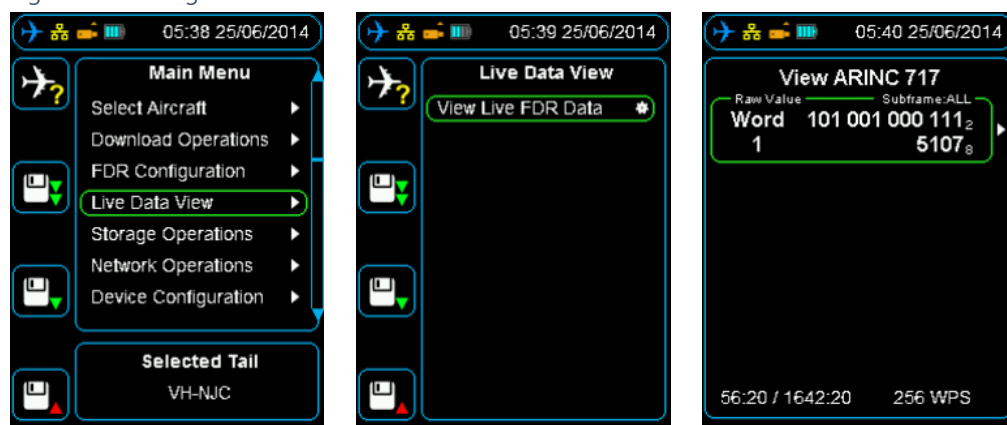 05:38 25/06/2014
?
Main Menu
Select Aircraft
Download Operations
FDR Configuration
Live Data View
Storage Operations
Network Operations
Device Configuration
Selected Tail
VH-NJC
05:39 25/06/2014
?
Live Data View
View Live FDR Data
05:40 25/06/2014
View ARINC 717
Raw Value Subframe:ALL
Word 101 001 000 111₂
1 5107₈
56:20 / 1642:20 256 WPS